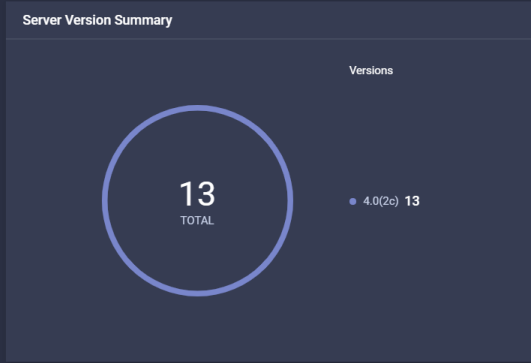 Server Version Summary
Versions
13
TOTAL
4.0(2c) 13